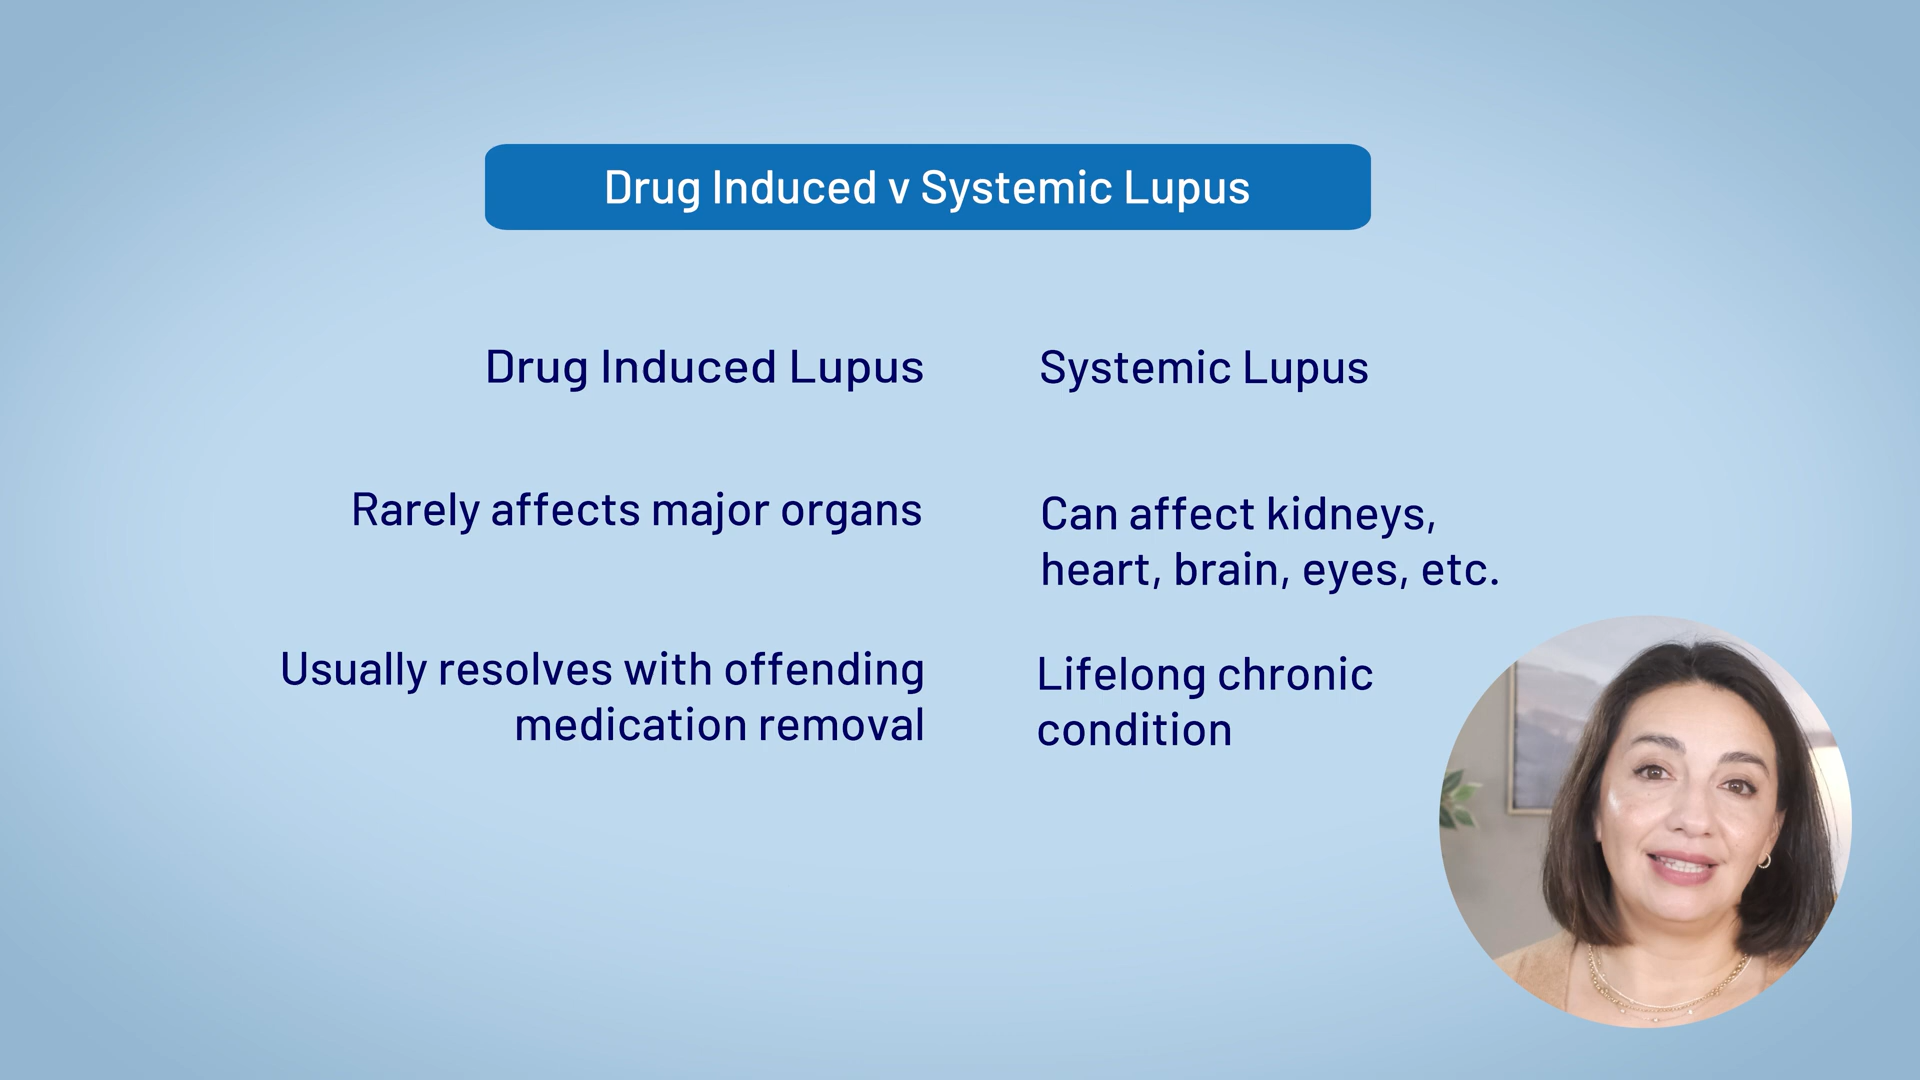 Drug Induced v Systemic Lupus
Drug Induced Lupus
Systemic Lupus
Rarely affects major organs
Can affect kidneys,
heart, brain, eyes, etc.
Usually resolves with offending
medication removal
Lifelong chronic
condition